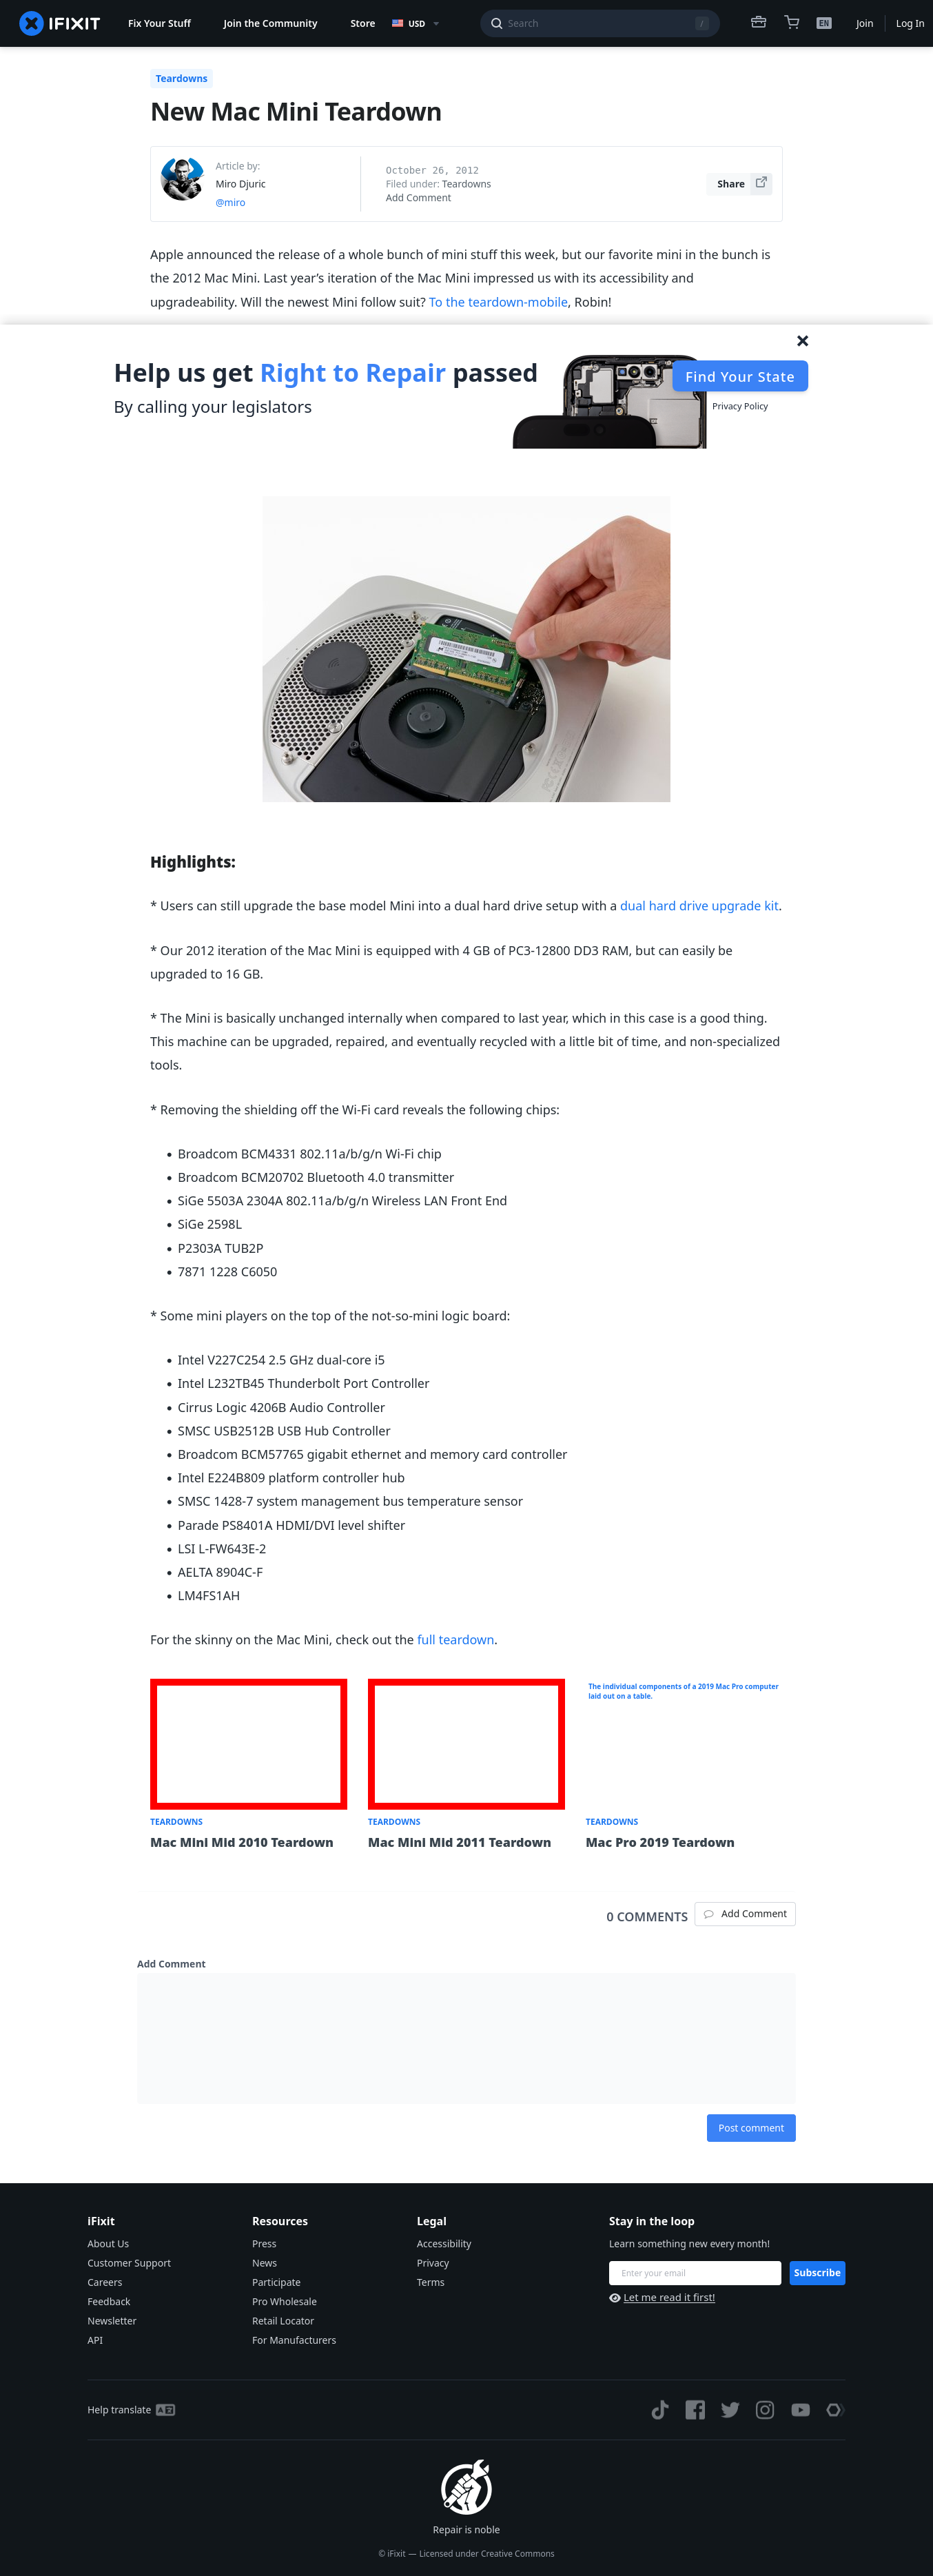 IFIXIT
Fix Your Stuff
Join the Community
Store
USD
Search
/
EN
Join
Log In
Teardowns
New Mac Mini Teardown
Article by:
Miro Djuric
@miro
October 26, 2012
Filed under: Teardowns
Add Comment
Share
Apple announced the release of a whole bunch of mini stuff this week, but our favorite mini in the bunch is
the 2012 Mac Mini. Last year’s iteration of the Mac Mini impressed us with its accessibility and
upgradeability. Will the newest Mini follow suit? To the teardown-mobile, Robin!
Help us get Right to Repair passed
By calling your legislators
Find Your State
Privacy Policy
Highlights:
* Users can still upgrade the base model Mini into a dual hard drive setup with a dual hard drive upgrade kit.
* Our 2012 iteration of the Mac Mini is equipped with 4 GB of PC3-12800 DD3 RAM, but can easily be
upgraded to 16 GB.
* The Mini is basically unchanged internally when compared to last year, which in this case is a good thing.
This machine can be upgraded, repaired, and eventually recycled with a little bit of time, and non-specialized
tools.
* Removing the shielding off the Wi-Fi card reveals the following chips:
• Broadcom BCM4331 802.11a/b/g/n Wi-Fi chip
• Broadcom BCM20702 Bluetooth 4.0 transmitter
• SiGe 5503A 2304A 802.11a/b/g/n Wireless LAN Front End
• SiGe 2598L
• P2303A TUB2P
• 7871 1228 C6050
* Some mini players on the top of the not-so-mini logic board:
• Intel V227C254 2.5 GHz dual-core i5
• Intel L232TB45 Thunderbolt Port Controller
• Cirrus Logic 4206B Audio Controller
• SMSC USB2512B USB Hub Controller
• Broadcom BCM57765 gigabit ethernet and memory card controller
• Intel E224B809 platform controller hub
• SMSC 1428-7 system management bus temperature sensor
• Parade PS8401A HDMI/DVI level shifter
• LSI L-FW643E-2
• AELTA 8904C-F
• LM4FS1AH
For the skinny on the Mac Mini, check out the full teardown.
The individual components of a 2019 Mac Pro computer
laid out on a table.
TEARDOWNS
Mac Mini Mid 2010 Teardown
TEARDOWNS
Mac Mini Mid 2011 Teardown
TEARDOWNS
Mac Pro 2019 Teardown
0 COMMENTS
Add Comment
Add Comment
Post comment
iFixit
About Us
Customer Support
Careers
Feedback
Newsletter
API
Resources
Press
News
Participate
Pro Wholesale
Retail Locator
For Manufacturers
Legal
Accessibility
Privacy
Terms
Stay in the loop
Learn something new every month!
Enter your email
Subscribe
Let me read it first!
Help translate
Repair is noble
© iFixit — Licensed under Creative Commons